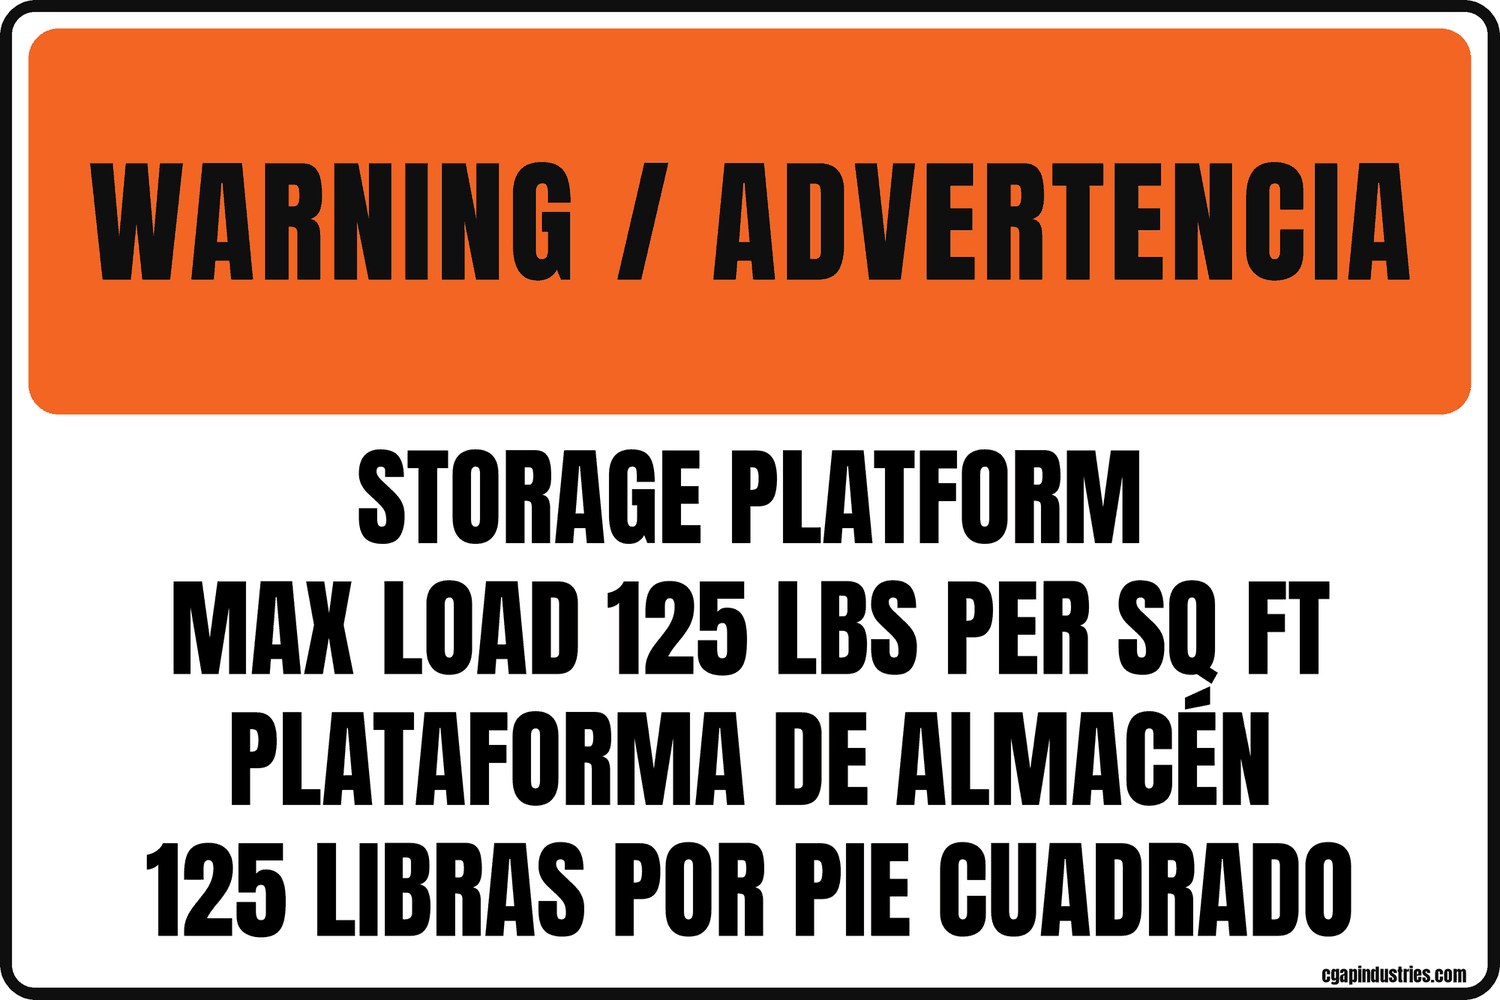 WARNING / ADVERTENCIA
STORAGE PLATFORM
MAX LOAD 125 LBS PER SQ FT
PLATAFORMA DE ALMACÉN
125 LIBRAS POR PIE CUADRADO
cgapindustries.com